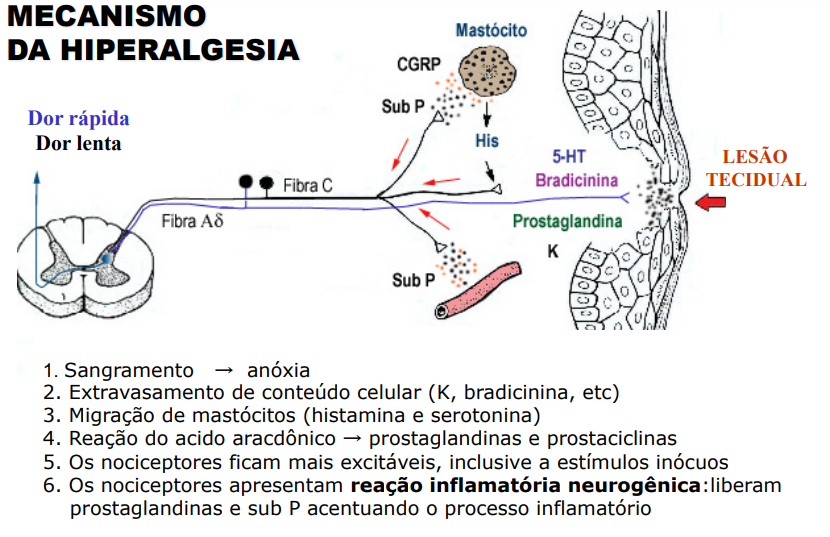 MECANISMO
DA HIPERALGESIA
Mastócito
CGRP
Sub P
His
Dor rápida
Dor lenta
5-HT
Bradicinina
Prostaglandina
K
LESÃO
TECIDUAL
Fibra C
Fibra Aδ
Sub P
1. Sangramento → anóxia
2. Extravasamento de conteúdo celular (K, bradicinina, etc)
3. Migração de mastócitos (histamina e serotonina)
4. Reação do acido aracdônico → prostaglandinas e prostaciclinas
5. Os nociceptores ficam mais excitáveis, inclusive a estímulos inócuos
6. Os nociceptores apresentam reação inflamatória neurogênica:liberam
prostaglandinas e sub P acentuando o processo inflamatório